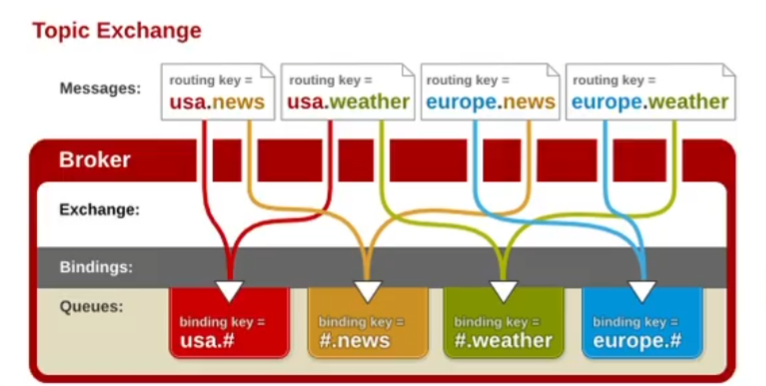 Topic Exchange
Messages:
routing key =
usa.news
routing key =
usa.weather
routing key =
europe.news
routing key =
europe.weather
Broker
Exchange:
Bindings:
Queues:
binding key =
usa.#
binding key =
#.news
binding key =
#.weather
binding key =
europe.#